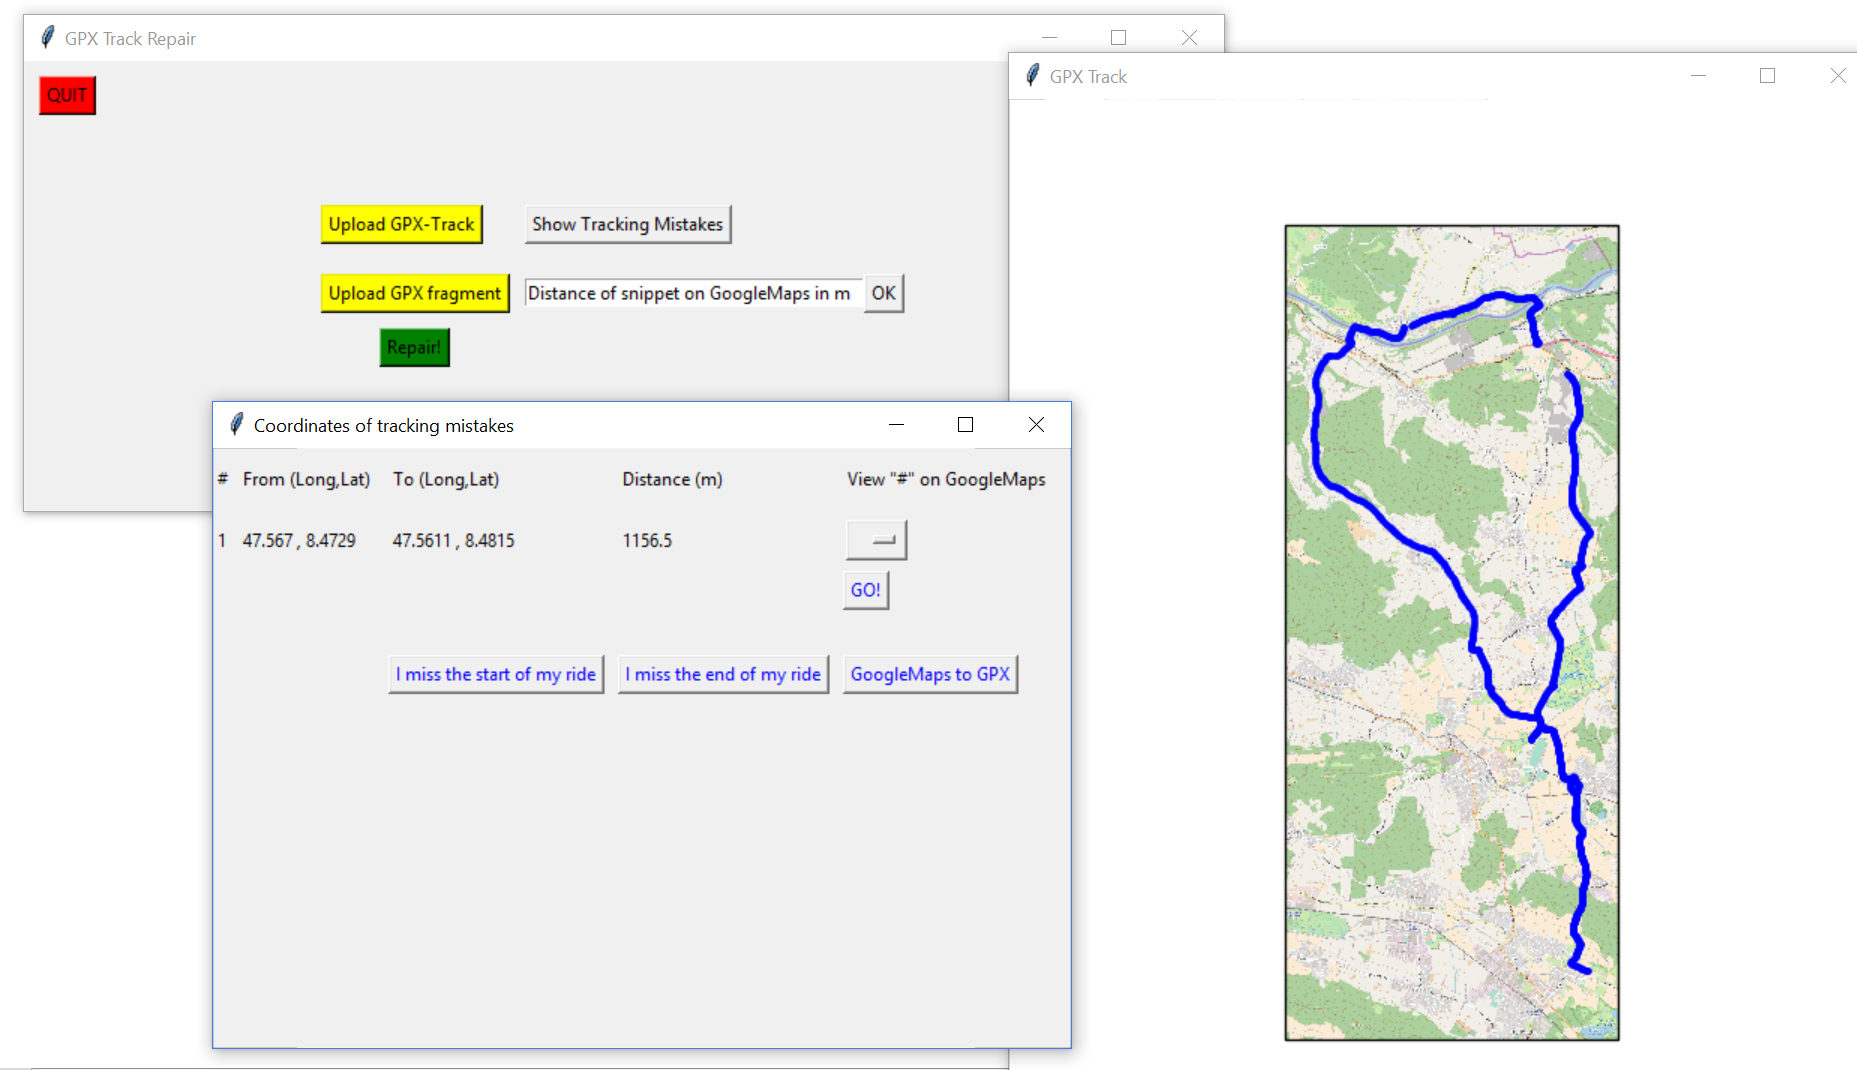 GPX Track Repair
QUIT
Upload GPX-Track
Show Tracking Mistakes
Upload GPX fragment
Distance of snippet on GoogleMaps in m
OK
Repair!
GPX Track
Coordinates of tracking mistakes
# From (Long,Lat) To (Long,Lat) Distance (m) View "#" on GoogleMaps
1 47.567 , 8.4729 47.5611 , 8.4815 1156.5
GO!
I miss the start of my ride
I miss the end of my ride
GoogleMaps to GPX